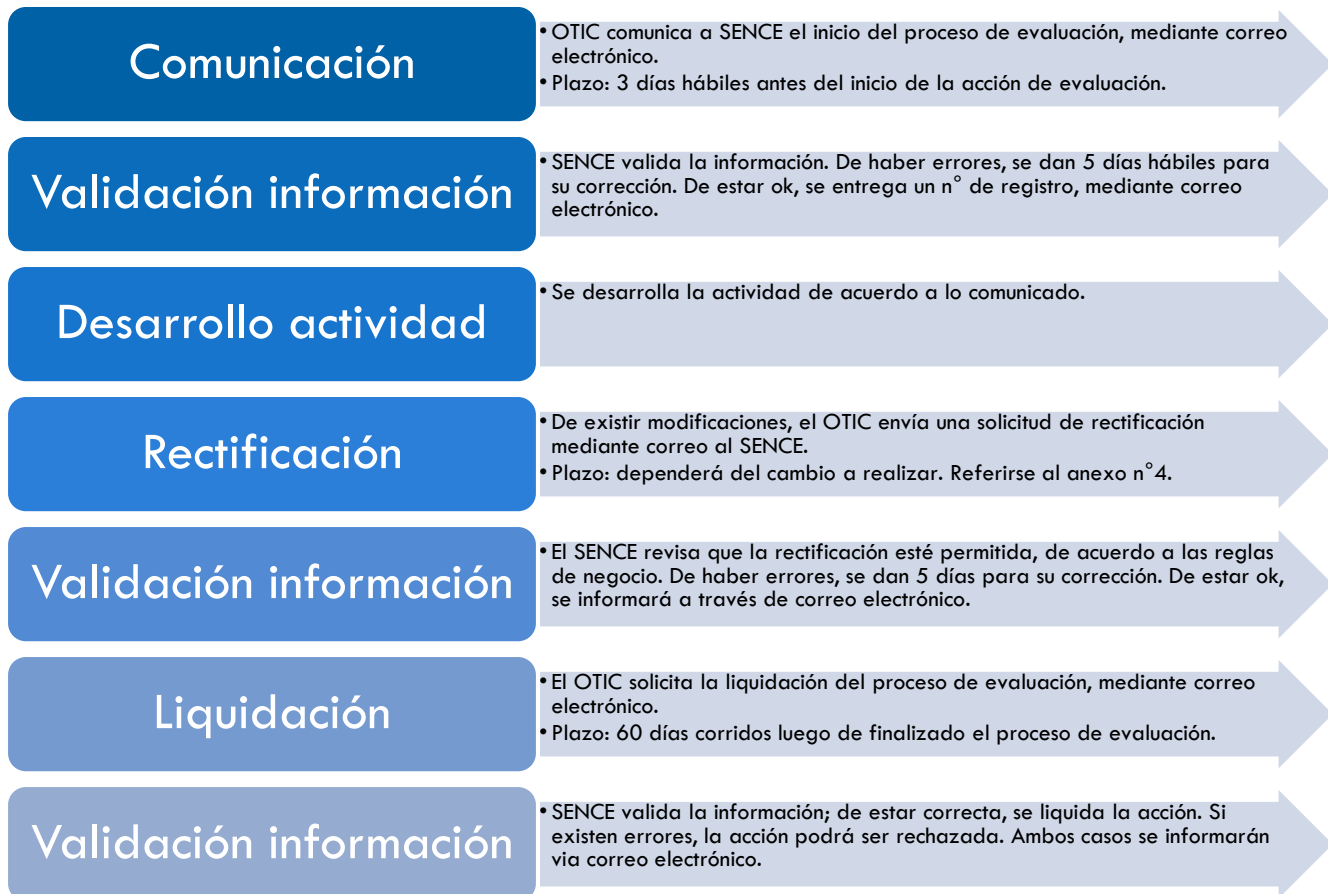 Comunicación
• OTIC comunica a SENCE el inicio del proceso de evaluación, mediante correo
electrónico.
• Plazo: 3 días hábiles antes del inicio de la acción de evaluación.
Validación información
• SENCE valida la información. De haber errores, se dan 5 días hábiles para
su corrección. De estar ok, se entrega un n° de registro, mediante correo
electrónico.
Desarrollo actividad
• Se desarrolla la actividad de acuerdo a lo comunicado.
Rectificación
• De existir modificaciones, el OTIC envía una solicitud de rectificación
mediante correo al SENCE.
• Plazo: dependerá del cambio a realizar. Referirse al anexo n°4.
Validación información
• El SENCE revisa que la rectificación esté permitida, de acuerdo a las reglas
de negocio. De haber errores, se dan 5 días para su corrección. De estar ok,
se informará a través de correo electrónico.
Liquidación
• El OTIC solicita la liquidación del proceso de evaluación, mediante correo
electrónico.
• Plazo: 60 días corridos luego de finalizado el proceso de evaluación.
Validación información
• SENCE valida la información; de estar correcta, se liquida la acción. Si
existen errores, la acción podrá ser rechazada. Ambos casos se informarán
via correo electrónico.